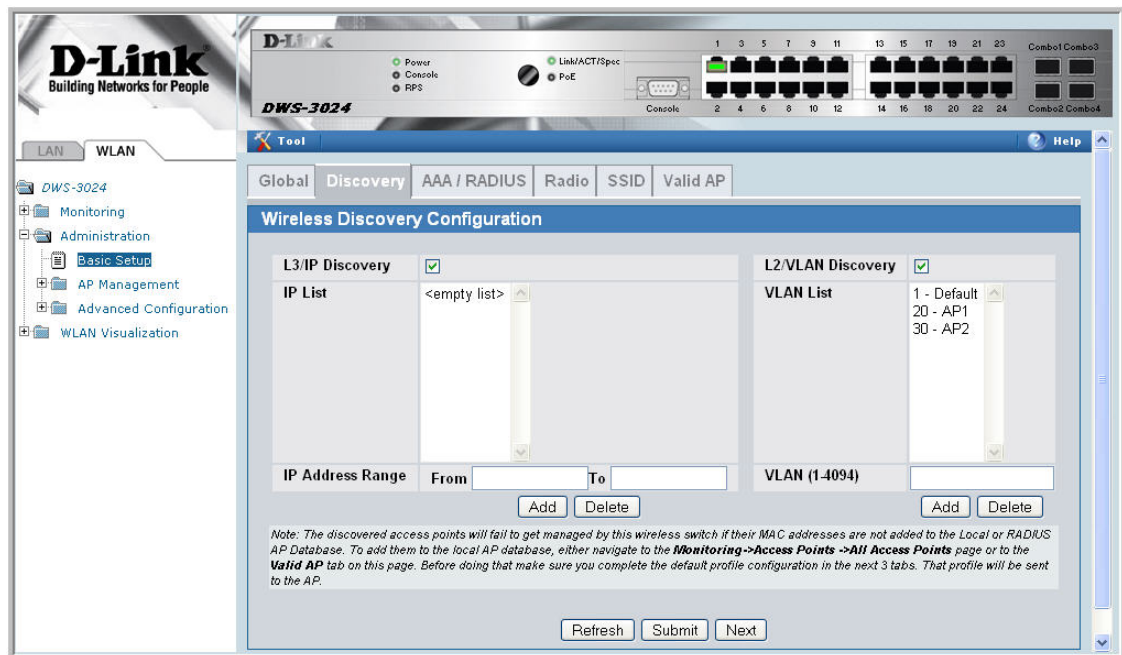 D-Link
Building Networks for People
D-Link
Power
Console
RPS
Link/ACT/Spec
PoE
Console
1 3 5 7 9 11 13 15 17 19 21 23
2 4 6 8 10 12 14 16 18 20 22 24
Combo1 Combo3
Combo2 Combo4
DWS-3024
LAN WLAN
Tool Help
DWS-3024
Monitoring
Administration
Basic Setup
AP Management
Advanced Configuration
WLAN Visualization
Global Discovery AAA / RADIUS Radio SSID Valid AP
Wireless Discovery Configuration
L3/IP Discovery
IP List <empty list>
IP Address Range From To
Add Delete
L2/VLAN Discovery
VLAN List 1 - Default
20 - AP1
30 - AP2
VLAN (1-4094)
Add Delete
Note: The discovered access points will fail to get managed by this wireless switch if their MAC addresses are not added to the Local or RADIUS
AP Database. To add them to the local AP database, either navigate to the Monitoring->Access Points ->All Access Points page or to the
Valid AP tab on this page. Before doing that make sure you complete the default profile configuration in the next 3 tabs. That profile will be sent
to the AP.
Refresh Submit Next